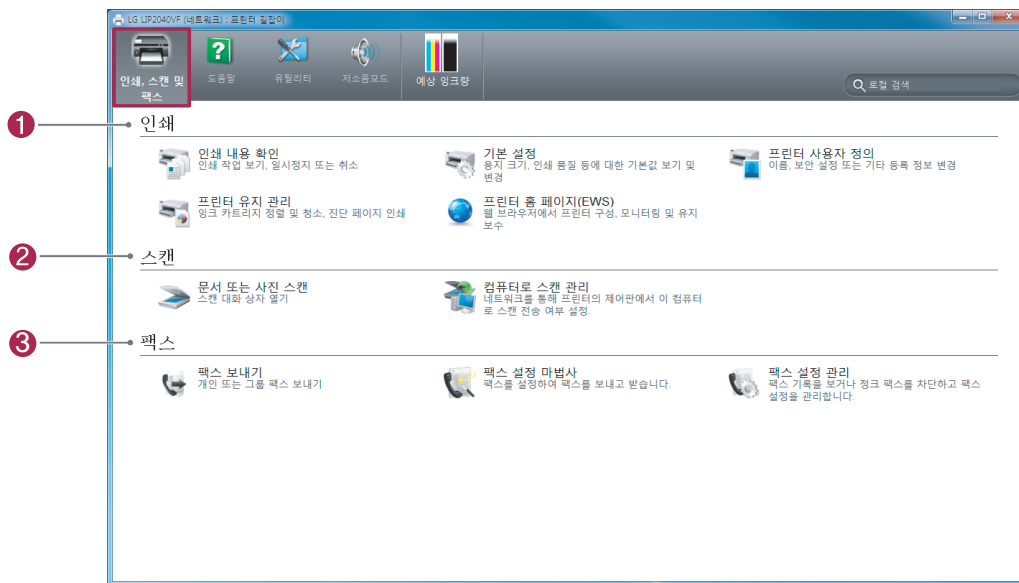 LG LIP2040VF (네트워크) : 프린터 길잡이
인쇄, 스캔 및
팩스
도움말
유틸리티
저소음모드
예상 잉크량
로컬 검색
1
인쇄
인쇄 내용 확인
인쇄 작업 보기, 일시정지 또는 취소
기본 설정
용지 크기, 인쇄 품질 등에 대한 기본값 보기 및
변경
프린터 사용자 정의
이름, 보안 설정 또는 기타 등록 정보 변경
프린터 유지 관리
잉크 카트리지 정렬 및 청소, 진단 페이지 인쇄
프린터 홈 페이지(EWS)
웹 브라우저에서 프린터 구성, 모니터링 및 유지
보수
2
스캔
문서 또는 사진 스캔
스캔 대화 상자 열기
컴퓨터로 스캔 관리
네트워크를 통해 프린터의 제어판에서 이 컴퓨터
로 스캔 전송 여부 설정.
3
팩스
팩스 보내기
개인 또는 그룹 팩스 보내기
팩스 설정 마법사
팩스를 설정하여 팩스를 보내고 받습니다.
팩스 설정 관리
팩스 기록을 보거나 정크 팩스를 차단하고 팩스
설정을 관리합니다.